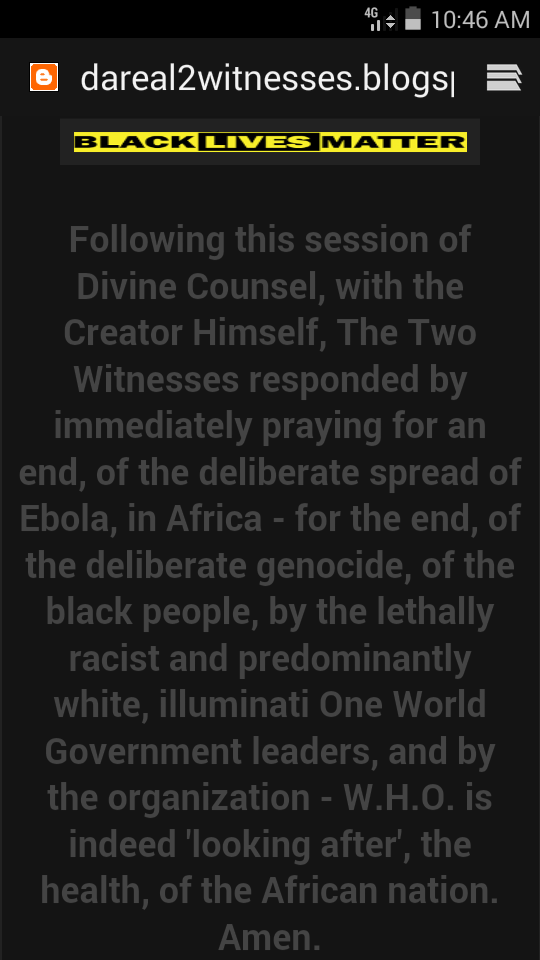 4G 10:46 AM
dareal2witnesses.blogsp
BLACK LIVES MATTER
Following this session of
Divine Counsel, with the
Creator Himself, The Two
Witnesses responded by
immediately praying for an
end, of the deliberate spread of
Ebola, in Africa - for the end, of
the deliberate genocide, of the
black people, by the lethally
racist and predominantly
white, illuminati One World
Government leaders, and by
the organization - W.H.O. is
indeed 'looking after', the
health, of the African nation.
Amen.